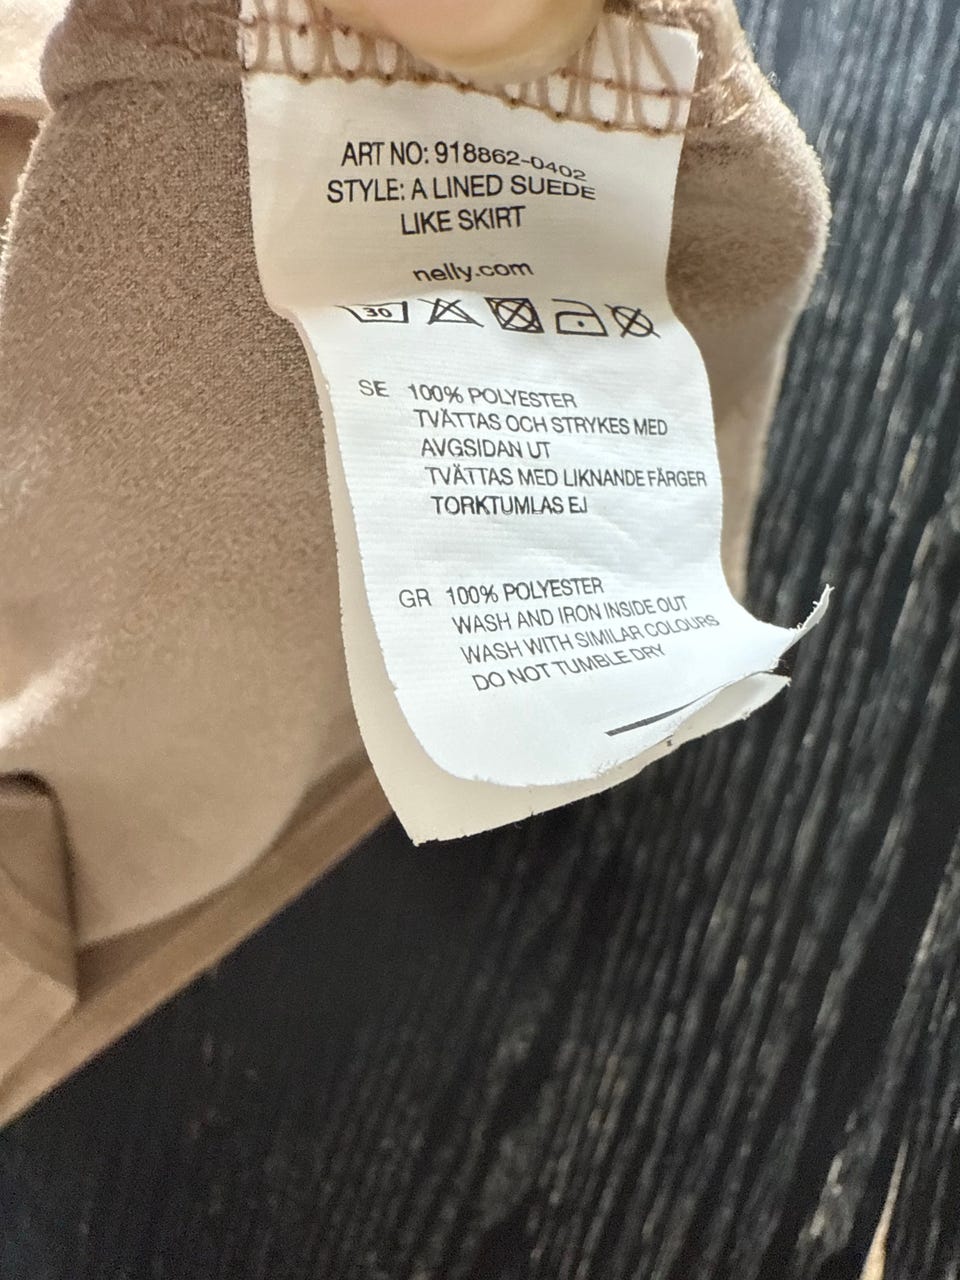 ART NO: 918862-0402
STYLE: A LINED SUEDE
LIKE SKIRT
nelly.com
30
SE 100% POLYESTER
TVÄTTAS OCH STRYKES MED
AVGSIDAN UT
TVÄTTAS MED LIKNANDE FÄRGER
TORKTUMLAS EJ
GR 100% POLYESTER
WASH AND IRON INSIDE OUT
WASH WITH SIMILAR COLOURS
DO NOT TUMBLE DRY